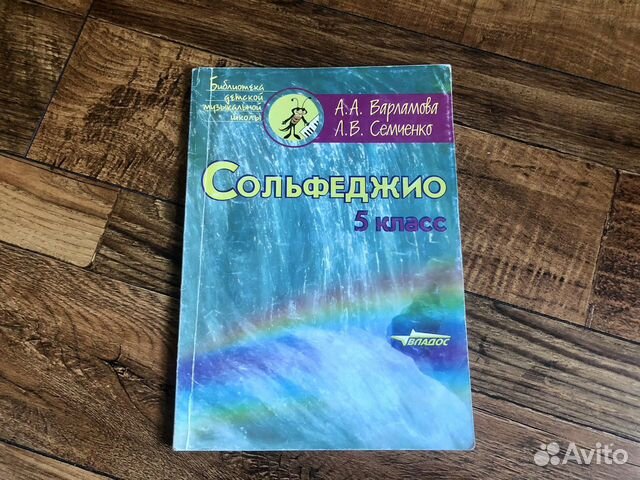 Библиотека
детской
музыкальной
школы
А.А. Варламова
Л.В. Семченко
Сольфеджио
5 класс
ВЛАДОС
Avito